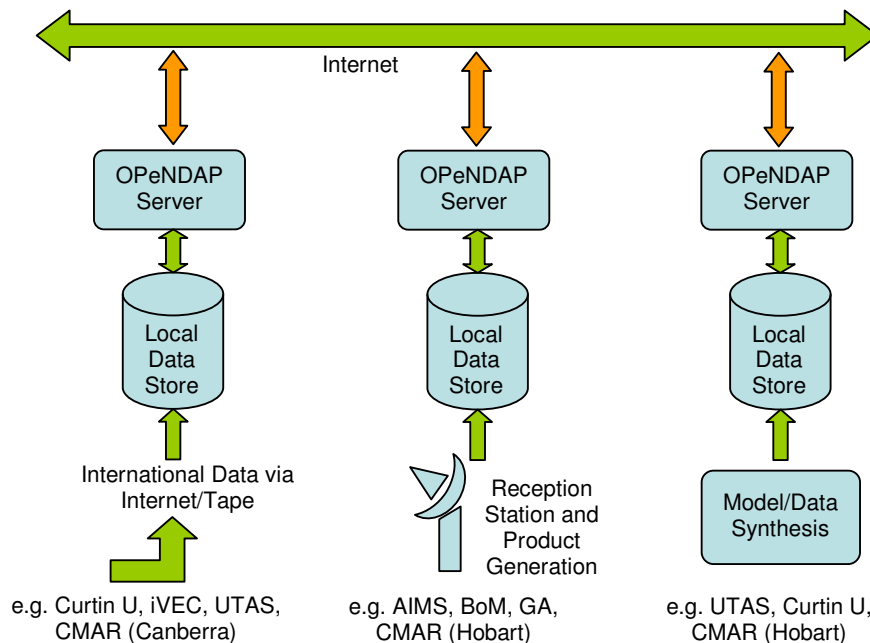 Internet
OPeNDAP
Server
OPeNDAP
Server
OPeNDAP
Server
Local
Data
Store
Local
Data
Store
Local
Data
Store
International Data via
Internet/Tape
Reception
Station and
Product
Generation
Model/Data
Synthesis
e.g. Curtin U, iVEC, UTAS,
CMAR (Canberra)
e.g. AIMS, BoM, GA,
CMAR (Hobart)
e.g. UTAS, Curtin U,
CMAR (Hobart)